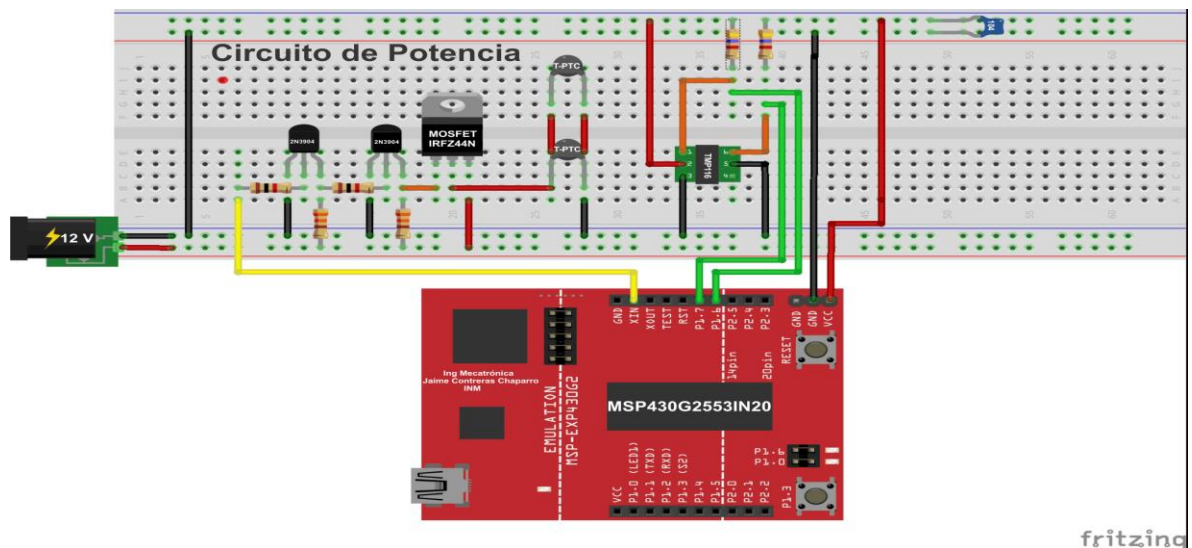 104
Circuito de Potencia
T-PTC
2N3904
2N3904
MOSFET
IRFZ44N
T-PTC
TMP116
12 V
GND
XIN
XOUT
TEST
RST
P1.7
P1.6
P2.5
P2.4
P2.3
GND
GND
VCC
RESET
14pin
20pin
Ing Mecatrónica
Jaime Contreras Chaparro
INM
EMULATION
MSP-EXP430G2
MSP430G2553IN20
P1.6
P1.0
VCC
P1.0 (LED1)
P1.1 (TXD)
P1.2 (RXD)
P1.3 (S2)
P1.4
P1.5
P2.0
P2.1
P2.2
P1.3
fritzing